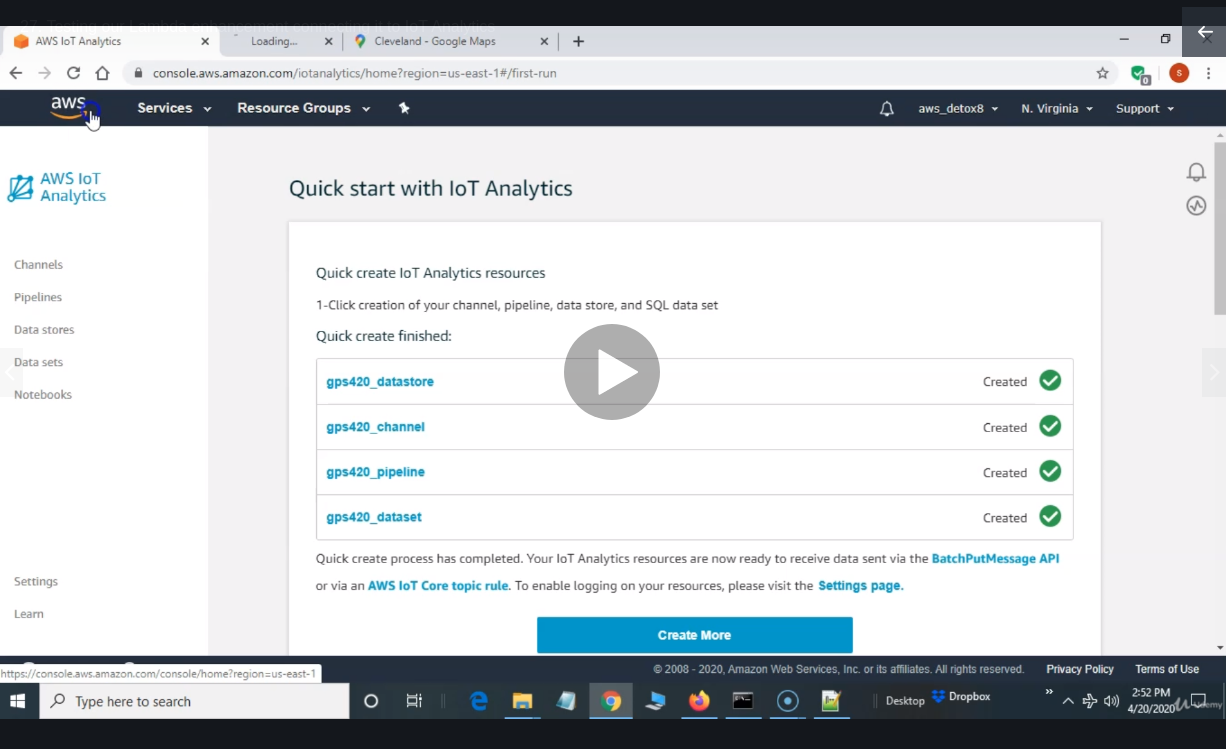 27. Testing our Lambda enhancement connecting it to IoT Analytics
AWS IoT Analytics
Loading...
Cleveland - Google Maps
console.aws.amazon.com/iotanalytics/home?region=us-east-1#/first-run
0
S
aws
Services
Resource Groups
aws_detox8
N. Virginia
Support
AWS IoT
Analytics
Channels
Pipelines
Data stores
Data sets
Notebooks
Settings
Learn
Quick start with IoT Analytics
Quick create IoT Analytics resources
1-Click creation of your channel, pipeline, data store, and SQL data set
Quick create finished:
gps420_datastore Created
gps420_channel Created
gps420_pipeline Created
gps420_dataset Created
Quick create process has completed. Your IoT Analytics resources are now ready to receive data sent via the BatchPutMessage API
or via an AWS IoT Core topic rule. To enable logging on your resources, please visit the Settings page.
Create More
https://console.aws.amazon.com/console/home?region=us-east-1
© 2008 - 2020, Amazon Web Services, Inc. or its affiliates. All rights reserved. Privacy Policy Terms of Use
Type here to search
Desktop
Dropbox
2:52 PM
4/20/2020
Udemy